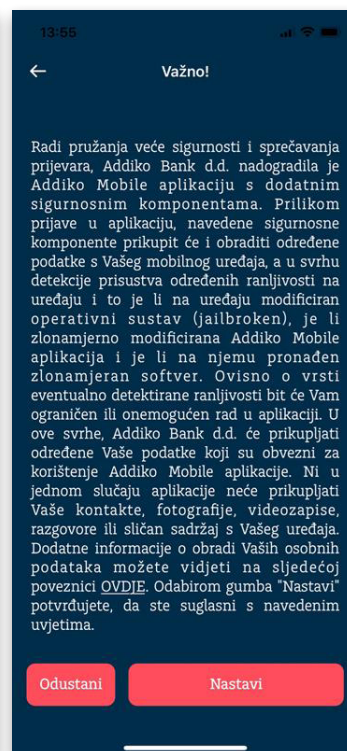 13:55
Važno!
Radi pružanja veće sigurnosti i sprečavanja
prijevara, Addiko Bank d.d. nadogradila je
Addiko Mobile aplikaciju s dodatnim
sigurnosnim komponentama. Prilikom
prijave u aplikaciju, navedene sigurnosne
komponente prikupit će i obraditi određene
podatke s Vašeg mobilnog uređaja, a u svrhu
detekcije prisustva određenih ranljivosti na
uređaju i to je li na uređaju modificiran
operativni sustav (jailbroken), je li
zlonamjerno modificirana Addiko Mobile
aplikacija i je li na njemu pronađen
zlonamjeran softver. Ovisno o vrsti
eventualno detektirane ranljivosti bit će Vam
ograničen ili onemogućen rad u aplikaciji. U
ove svrhe, Addiko Bank d.d. će prikupljati
određene Vaše podatke koji su obvezni za
korištenje Addiko Mobile aplikacije. Ni u
jednom slučaju aplikacije neće prikupljati
Vaše kontakte, fotografije, videozapise,
razgovore ili sličan sadržaj s Vašeg uređaja.
Dodatne informacije o obradi Vaših osobnih
podataka možete vidjeti na sljedećoj
poveznici OVDJE. Odabirom gumba "Nastavi"
potvrđujete, da ste suglasni s navedenim
uvjetima.
Odustani
Nastavi